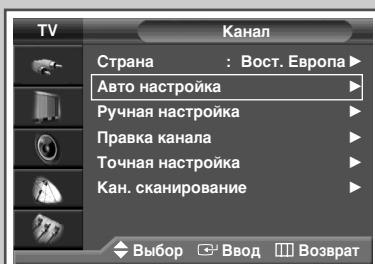 TV Канал
Страна : Вост. Европа
Авто настройка
Ручная настройка
Правка канала
Точная настройка
Кан. сканирование
Выбор Ввод Возврат